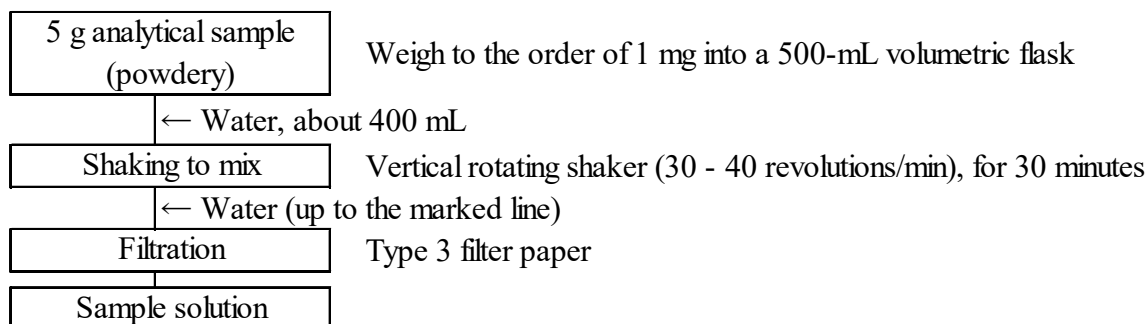 5 g analytical sample
(powdery)
Weigh to the order of 1 mg into a 500-mL volumetric flask
← Water, about 400 mL
Shaking to mix
Vertical rotating shaker (30 - 40 revolutions/min), for 30 minutes
← Water (up to the marked line)
Filtration
Type 3 filter paper
Sample solution